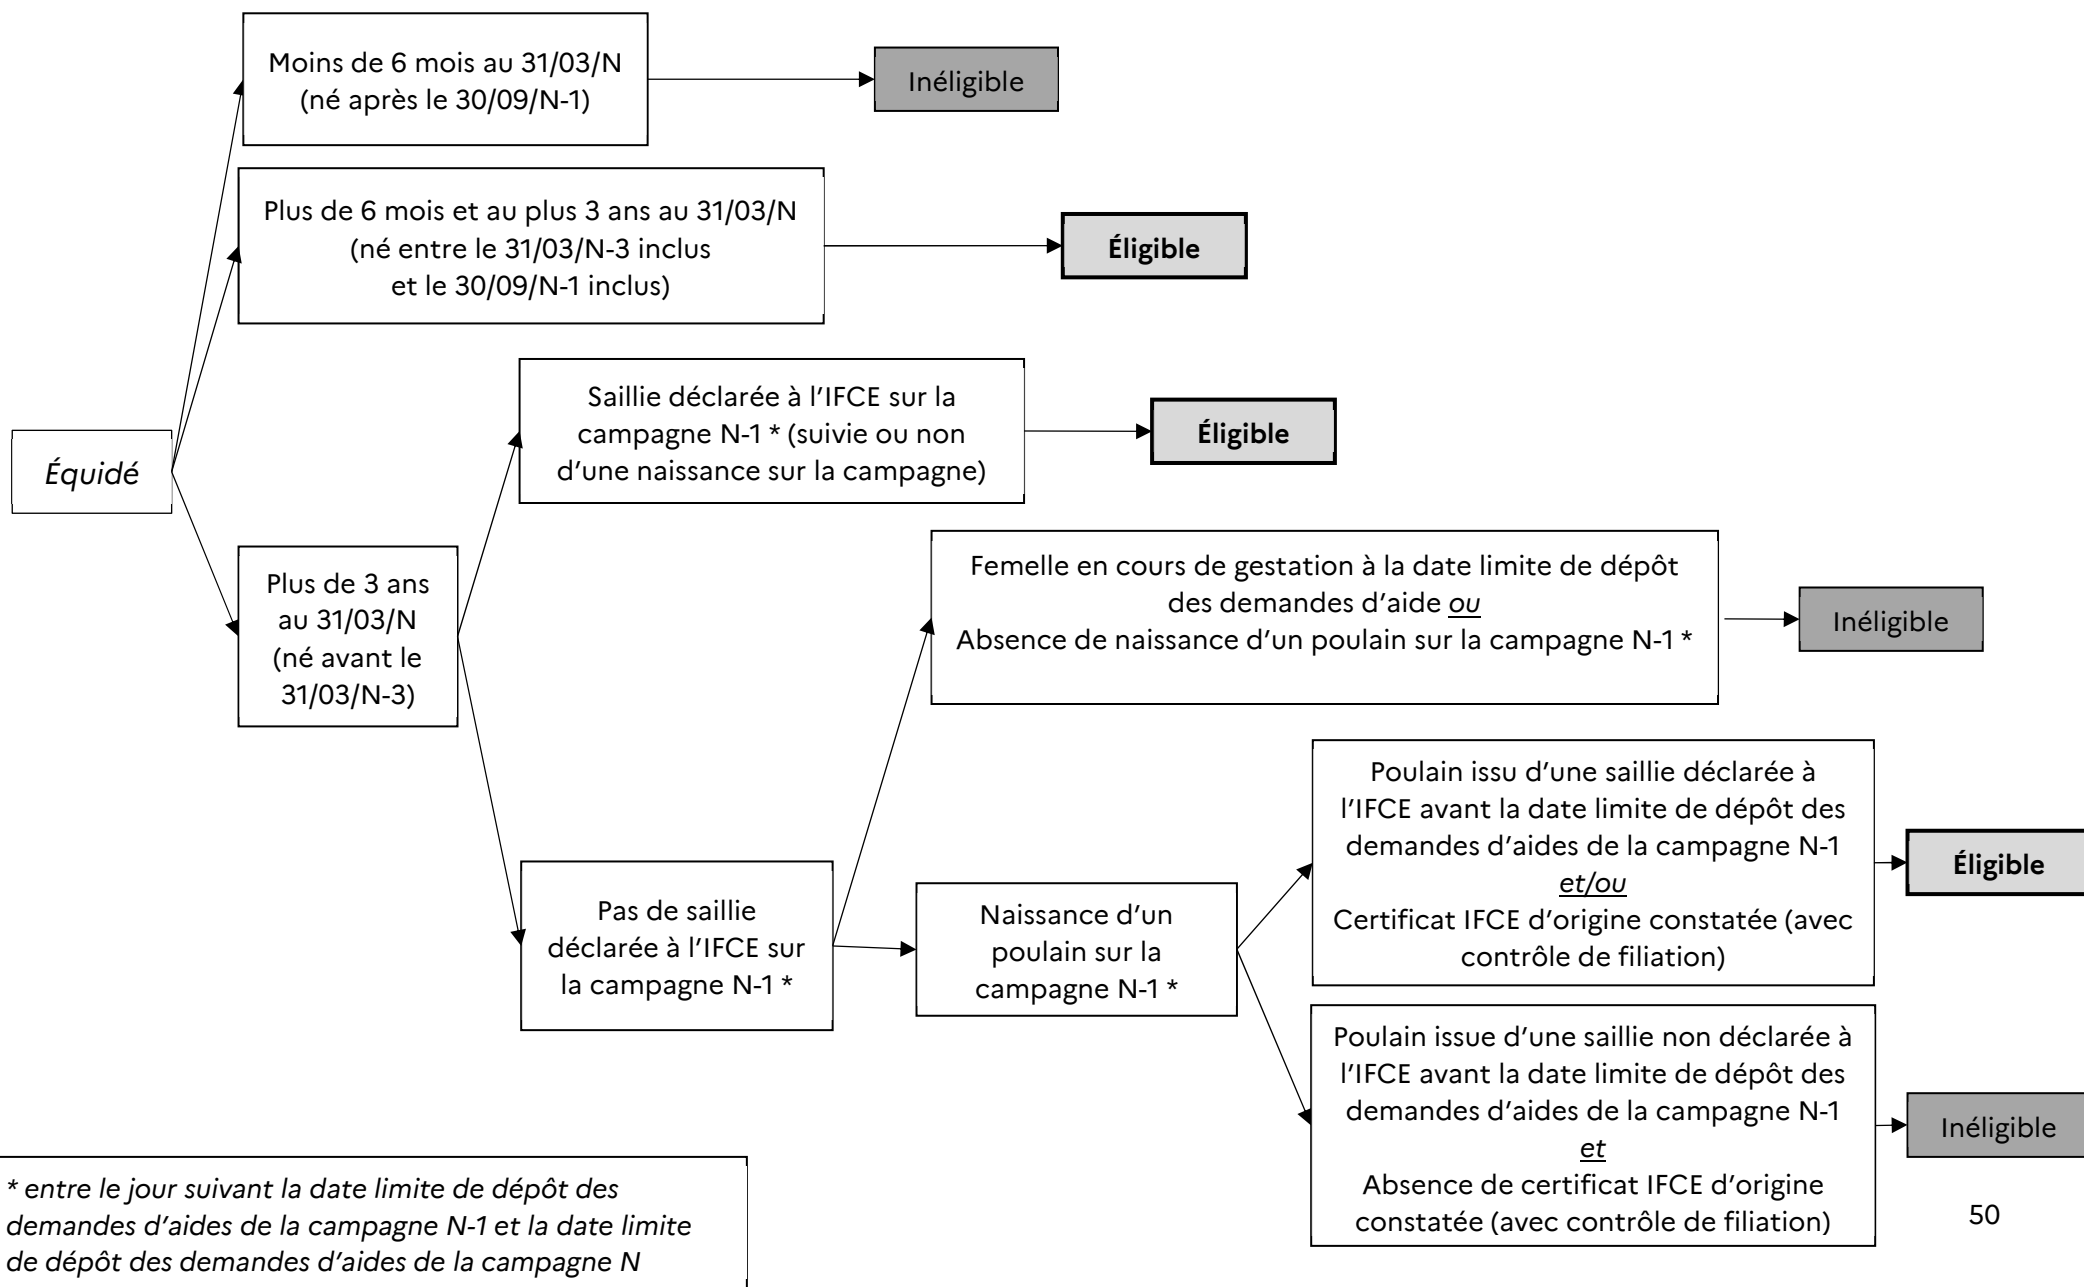 Moins de 6 mois au 31/03/N
(né après le 30/09/N-1)
Inéligible
Plus de 6 mois et au plus 3 ans au 31/03/N
(né entre le 31/03/N-3 inclus
et le 30/09/N-1 inclus)
Éligible
Équidé
Plus de 3 ans
au 31/03/N
(né avant le
31/03/N-3)
Saillie déclarée à l'IFCE sur la
campagne N-1 * (suivie ou non
d'une naissance sur la campagne)
Éligible
Femelle en cours de gestation à la date limite de dépôt
des demandes d'aide ou
Absence de naissance d'un poulain sur la campagne N-1 *
Inéligible
Pas de saillie
déclarée à l'IFCE sur
la campagne N-1 *
Naissance d'un
poulain sur la
campagne N-1 *
Poulain issu d'une saillie déclarée à
l'IFCE avant la date limite de dépôt des
demandes d'aides de la campagne N-1
et/ou
Certificat IFCE d'origine constatée (avec
contrôle de filiation)
Éligible
Poulain issue d'une saillie non déclarée à
l'IFCE avant la date limite de dépôt des
demandes d'aides de la campagne N-1
et
Absence de certificat IFCE d'origine
constatée (avec contrôle de filiation)
Inéligible
* entre le jour suivant la date limite de dépôt des
demandes d'aides de la campagne N-1 et la date limite
de dépôt des demandes d'aides de la campagne N
50